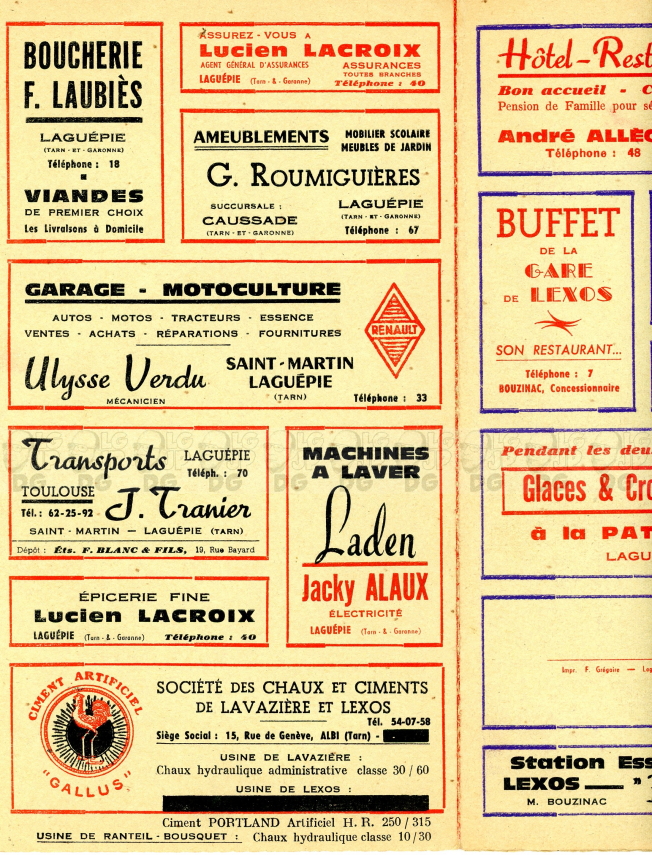 BOUCHERIE
F. LAUBIÈS
LAGUÉPIE
(TARN - ET - GARONNE)
Téléphone : 18
VIANDES
DE PREMIER CHOIX
Les Livraisons à Domicile
ASSUREZ - VOUS A
Lucien LACROIX
AGENT GÉNÉRAL D'ASSURANCES ASSURANCES
TOUTES BRANCHES
LAGUÉPIE (Tarn - & - Garonne) Téléphone : 40
AMEUBLEMENTS MOBILIER SCOLAIRE
MEUBLES DE JARDIN
G. ROUMIGUIÈRES
SUCCURSALE : LAGUÉPIE
CAUSSADE (TARN - ET - GARONNE)
(TARN - ET - GARONNE) Téléphone : 67
GARAGE - MOTOCULTURE
AUTOS - MOTOS - TRACTEURS - ESSENCE
VENTES - ACHATS - RÉPARATIONS - FOURNITURES
RENAULT
Ulysse Verdu SAINT - MARTIN
LAGUÉPIE
MÉCANICIEN (TARN) Téléphone : 33
Transports LAGUÉPIE
Téléph. : 70
TOULOUSE
Tél. : 62-25-92 J. Tranier
SAINT - MARTIN — LAGUÉPIE (TARN)
Dépôt : Éts. F. BLANC & FILS, 19, Rue Bayard
MACHINES
A LAVER
Laden
Jacky ALAUX
ÉLECTRICITÉ
LAGUÉPIE (Tarn - & - Garonne)
ÉPICERIE FINE
Lucien LACROIX
LAGUÉPIE (Tarn - & - Garonne) Téléphone : 40
CIMENT ARTIFICIEL
"GALLUS"
SOCIÉTÉ DES CHAUX ET CIMENTS
DE LAVAZIÈRE ET LEXOS
Tél. 54-07-58
Siège Social : 15, Rue de Genève, ALBI (Tarn) -
USINE DE LAVAZIÈRE :
Chaux hydraulique administrative classe 30 / 60
USINE DE LEXOS :
Ciment PORTLAND Artificiel H. R. 250 / 315
USINE DE RANTEIL - BOUSQUET : Chaux hydraulique classe 10 / 30
Hôtel - Rest
Bon accueil - C
Pension de Famille pour sé
André ALLÈG
Téléphone : 48
BUFFET
DE LA
GARE
DE LEXOS
SON RESTAURANT...
Téléphone : 7
BOUZINAC, Concessionnaire
Pendant les deu
Glaces & Cro
à la PAT
LAGU
Impr. F. Grégoire — Lag
Station Ess
LEXOS — "
M. BOUZINAC -